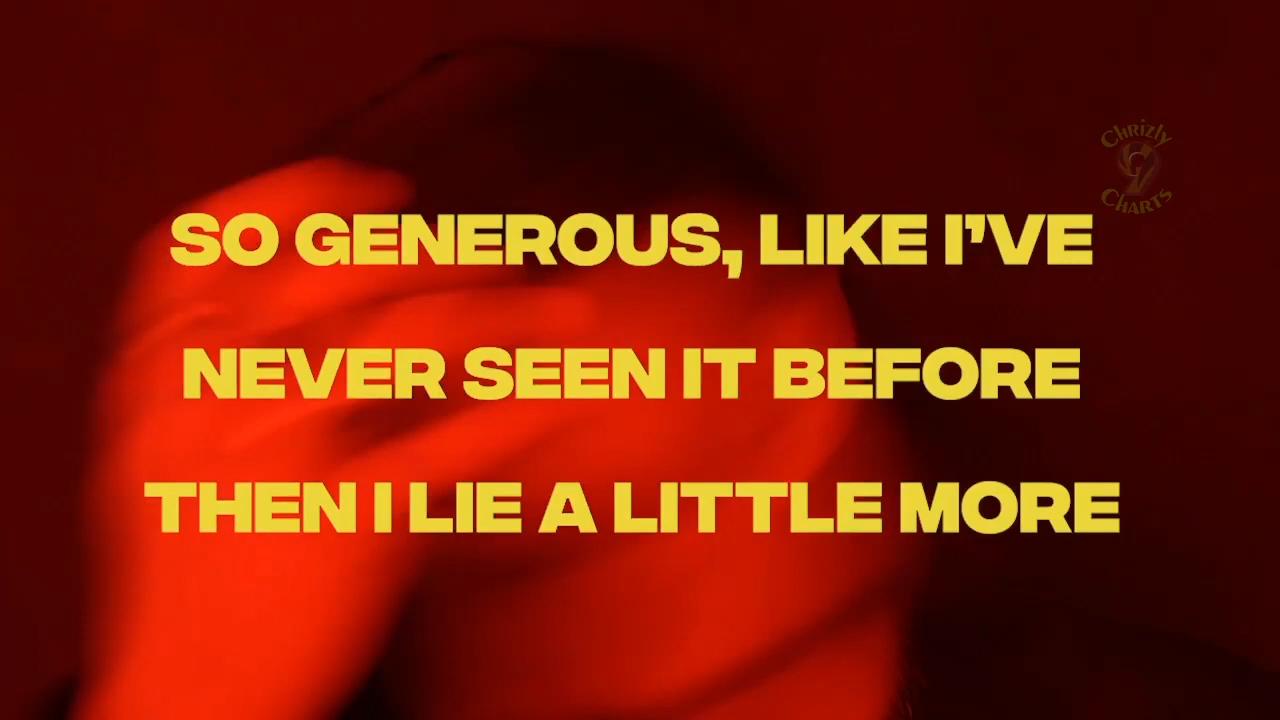 Chrizly
Charts
SO GENEROUS, LIKE I'VE
NEVER SEEN IT BEFORE
THEN I LIE A LITTLE MORE